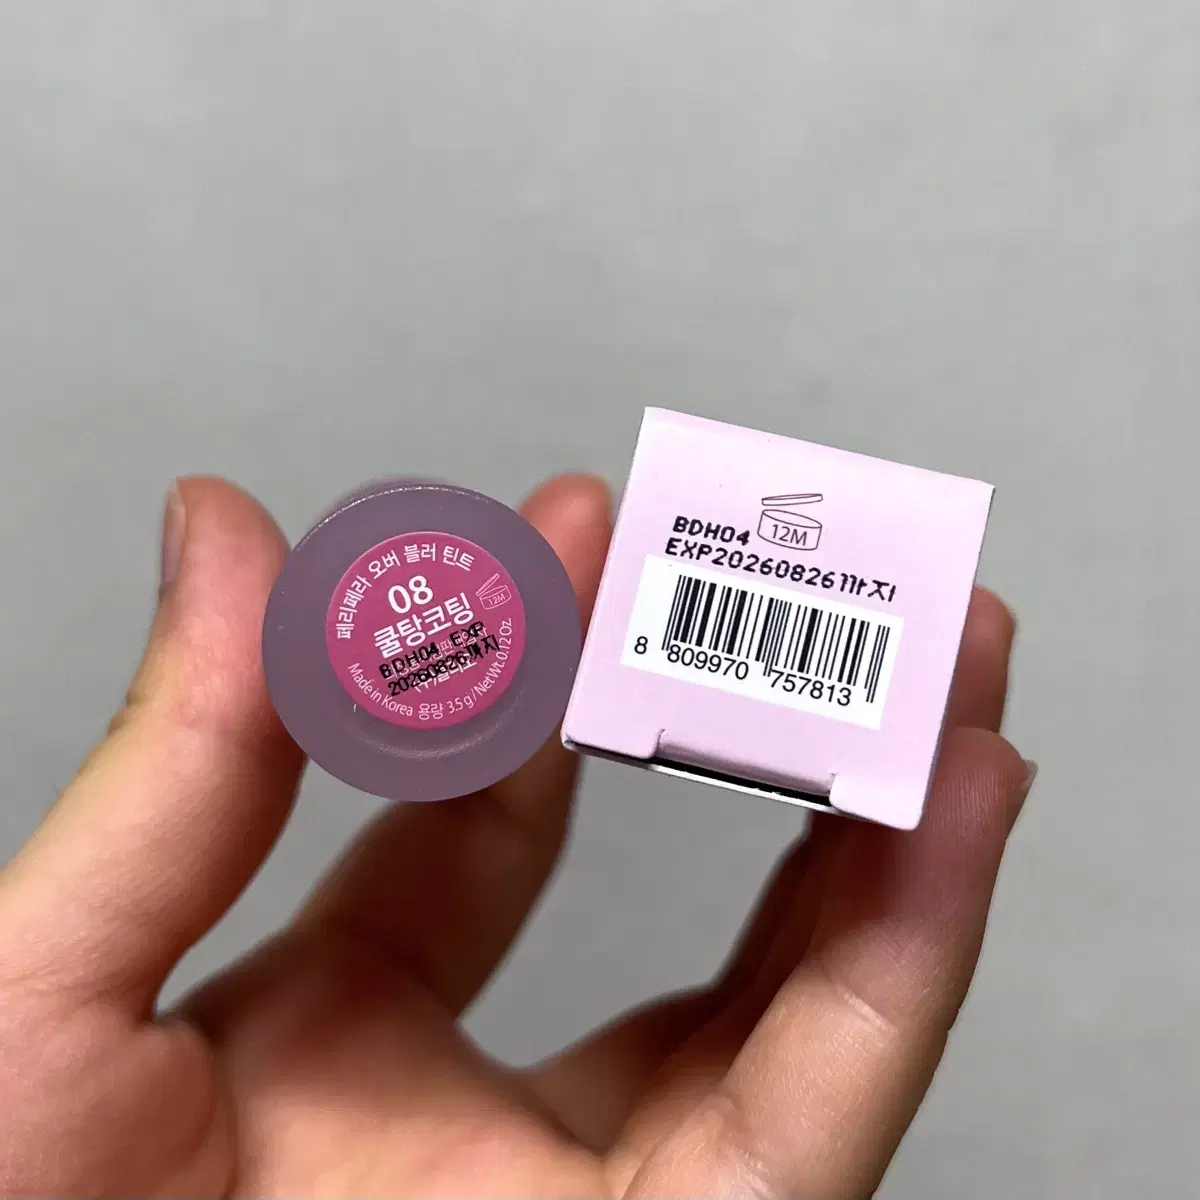 페리페라 오버 블러 틴트
08
쿨탕코팅
12M
BDH04 EXP
20260826까지
Made in Korea 용량 3.5g/Net Wt. 0.12 Oz.
BDH04
12M
EXP20260826까지
8 809970 757813